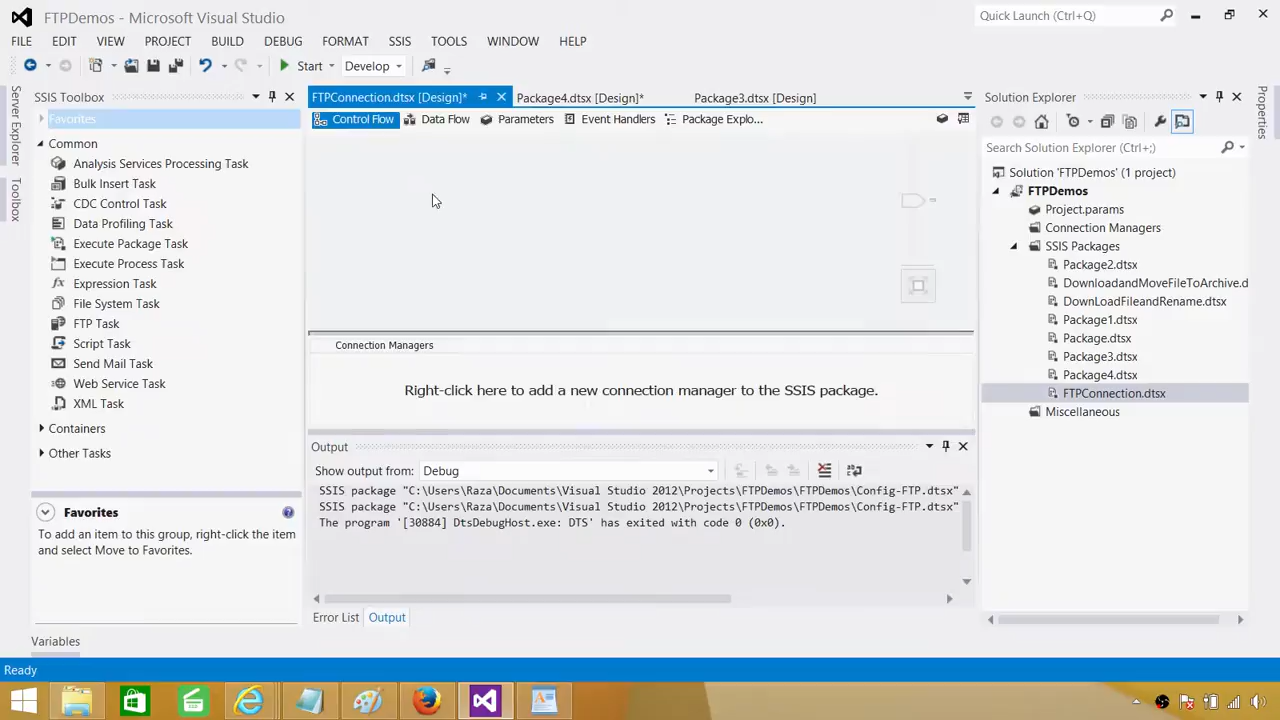 FTPDemos - Microsoft Visual Studio
Quick Launch (Ctrl+Q)
FILE EDIT VIEW PROJECT BUILD DEBUG FORMAT SSIS TOOLS WINDOW HELP
Start Develop
Server Explorer
Toolbox
SSIS Toolbox
Favorites
Common
Analysis Services Processing Task
Bulk Insert Task
CDC Control Task
Data Profiling Task
Execute Package Task
Execute Process Task
Expression Task
File System Task
FTP Task
Script Task
Send Mail Task
Web Service Task
XML Task
Containers
Other Tasks
Favorites
To add an item to this group, right-click the item
and select Move to Favorites.
Variables
FTPConnection.dtsx [Design]* Package4.dtsx [Design]* Package3.dtsx [Design]
Control Flow Data Flow Parameters Event Handlers Package Explo...
Connection Managers
Right-click here to add a new connection manager to the SSIS package.
Output
Show output from: Debug
SSIS package "C:\Users\Raza\Documents\Visual Studio 2012\Projects\FTPDemos\FTPDemos\Config-FTP.dtsx"
SSIS package "C:\Users\Raza\Documents\Visual Studio 2012\Projects\FTPDemos\FTPDemos\Config-FTP.dtsx"
The program '[30884] DtsDebugHost.exe: DTS' has exited with code 0 (0x0).
Error List Output
Solution Explorer
Search Solution Explorer (Ctrl+;)
Solution 'FTPDemos' (1 project)
FTPDemos
Project.params
Connection Managers
SSIS Packages
Package2.dtsx
DownloadandMoveFileToArchive.d
DownLoadFileandRename.dtsx
Package1.dtsx
Package.dtsx
Package3.dtsx
Package4.dtsx
FTPConnection.dtsx
Miscellaneous
Properties
Ready